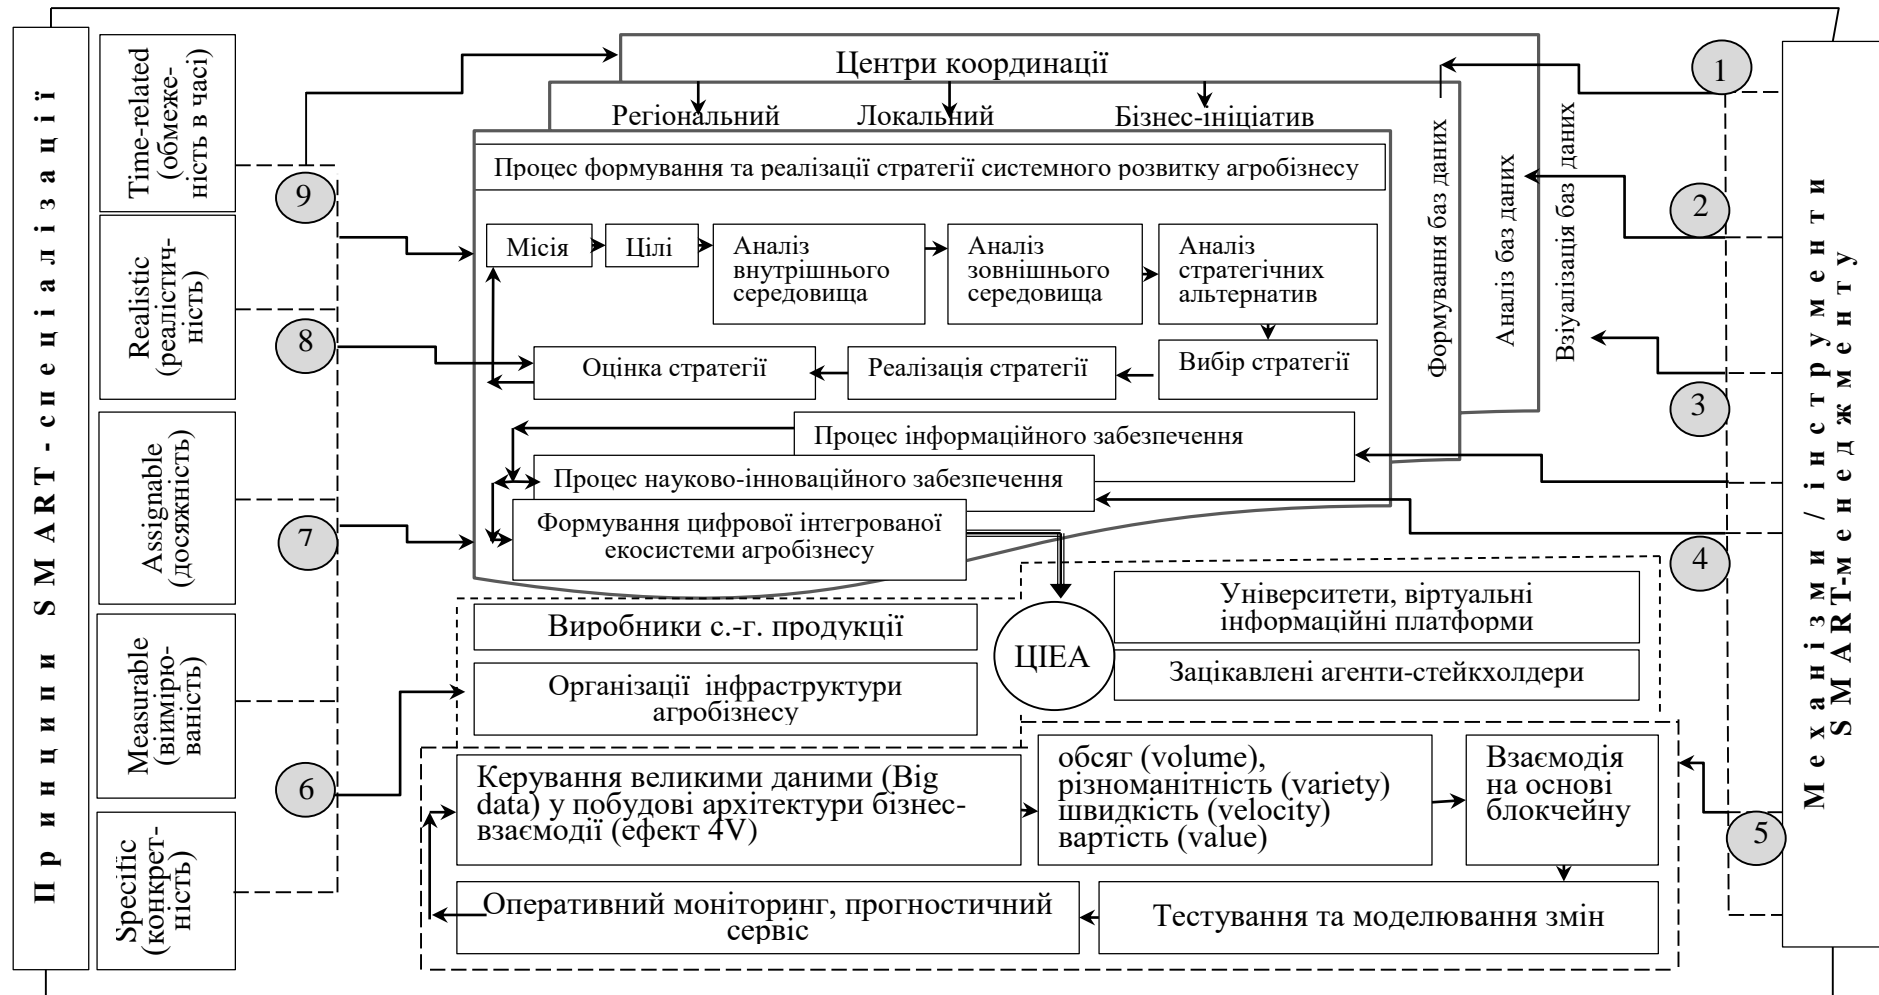 Принципи SMART-спеціалізації
Time-related
(обмеже-
ність в часі)
Realistic
(реалістич-
ність)
Assignable
(досяжність)
Measurable
(віимірю-
ваність)
Specific
(конкрет-
ність)
9
8
7
6
Центри координації
Регіональний
Локальний
Бізнес-ініціатив
Процес формування та реалізації стратегії системного розвитку агробізнесу
Місія
Цілі
Аналіз
внутрішнього
середовища
Аналіз
зовнішнього
середовища
Аналіз
стратегічних
альтернатив
Оцінка стратегії
Реалізація стратегії
Вибір стратегії
Процес інформаційного забезпечення
Процес науково-інноваційного забезпечення
Формування цифрової інтегрованої
екосистеми агробізнесу
Формування баз даних
Аналіз баз даних
Взіуалізація баз даних
Виробники с.-г. продукції
Організації інфраструктури
агробізнесу
ЦІЕА
Університети, віртуальні
інформаційні платформи
Зацікавлені агенти-стейкхолдери
Керування великими даними (Big
data) у побудові архітектури бізнес-
взаємодії (ефект 4V)
обсяг (volume),
різноманітність (variety)
швидкість (velocity)
вартість (value)
Взаємодія
на основі
блокчейну
Оперативний моніторинг, прогностичний
сервіс
Тестування та моделювання змін
1
2
3
4
5
Механізми / інструменти
SMART-менеджменту